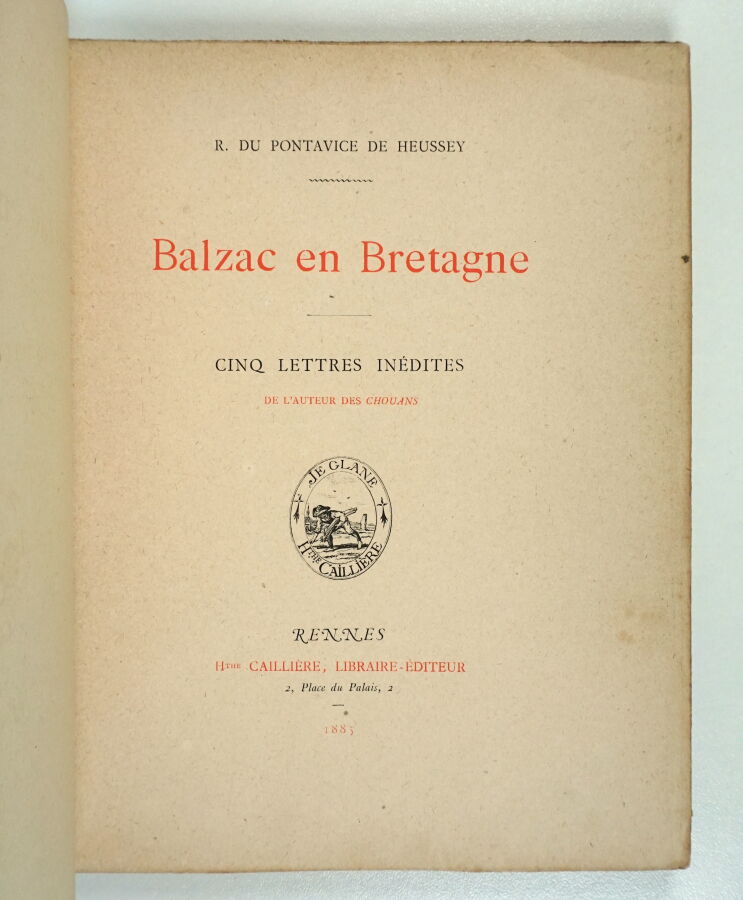 R. DU PONTAVICE DE HEUSSEY
Balzac en Bretagne
CINQ LETTRES INÉDITES
DE L'AUTEUR DES CHOUANS
JE GLANE
Hthe CAILLIÈRE
RENNES
Hthe CAILLIÈRE, LIBRAIRE-ÉDITEUR
2, Place du Palais, 2
1885